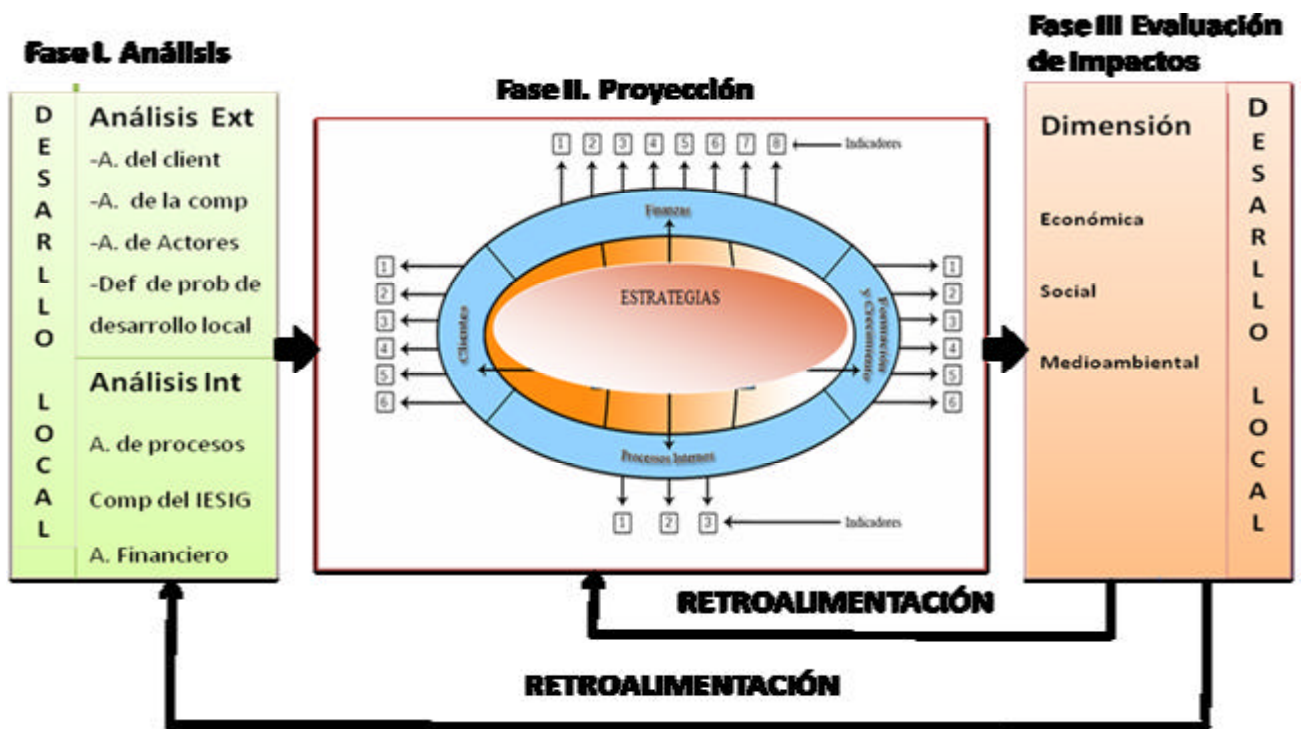 Fase I. Análisis
D
E
S
A
R
L
L
O
L
O
C
A
L
Análisis Ext
-A. del client
-A. de la comp
-A. de Actores
-Def de prob de
desarrollo local
Análisis Int
A. de procesos
Comp del IESIG
A. Financiero
Fase II. Proyección
1 2 3 4 5 6 7 8 Indicadores
Finanzas
1
2
3
4
5
6
Clientes
ESTRATEGIAS
Formación
y Crecimiento
1
2
3
4
5
6
Procesos Internos
1 2 3 Indicadores
Fase III Evaluación
de Impactos
Dimensión
Económica
Social
Medioambiental
D
E
S
A
R
L
L
O
L
O
C
A
L
RETROALIMENTACIÓN
RETROALIMENTACIÓN